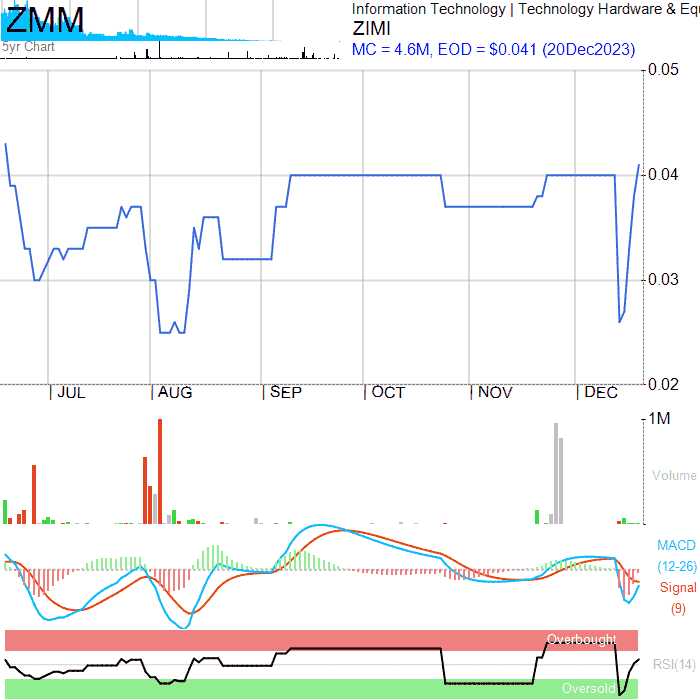 ZMM
5yr Chart
Information Technology | Technology Hardware & Equ
ZIMI
MC = 4.6M, EOD = $0.041 (20Dec2023)
0.05
0.04
0.03
0.02
JUL AUG SEP OCT NOV DEC
1M
Volume
MACD
(12-26)
Signal
(9)
Overbought
RSI(14)
Oversold